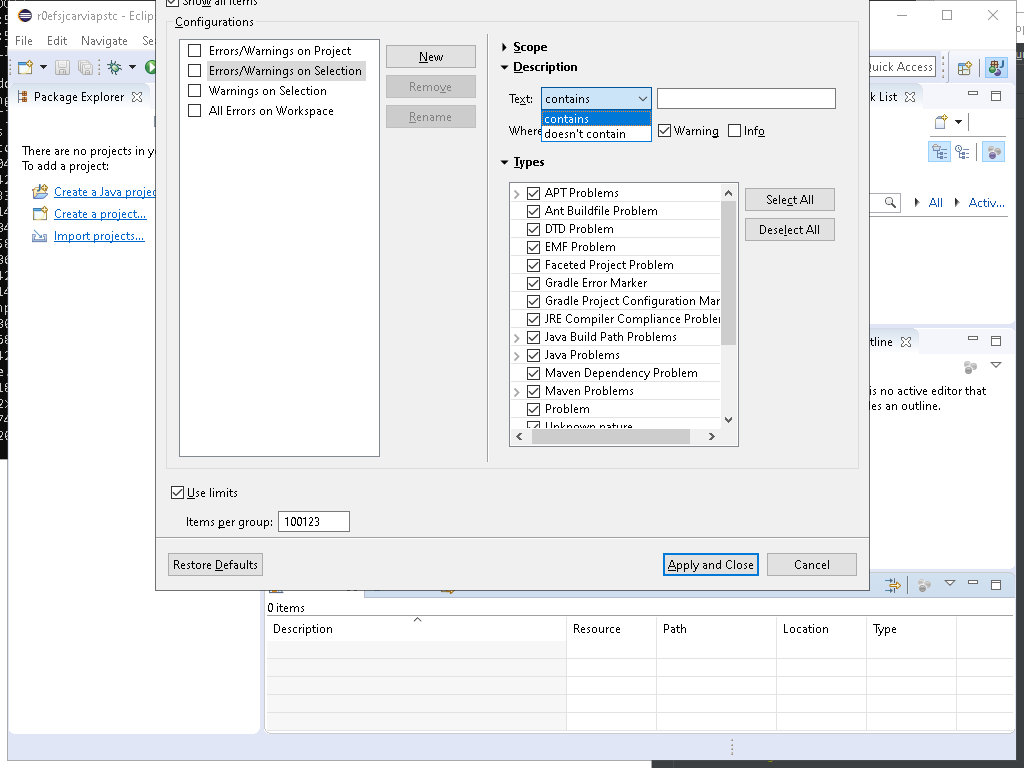 r0efsjcarviapstc - Eclips
Show all items
File Edit Navigate Se
Configurations
Errors/Warnings on Project
Errors/Warnings on Selection
Warnings on Selection
All Errors on Workspace
New
Remove
Rename
Scope
Description
Text: contains
contains
doesn't contain
Where
Warning
Info
Types
APT Problems
Ant Buildfile Problem
DTD Problem
EMF Problem
Faceted Project Problem
Gradle Error Marker
Gradle Project Configuration Mar
JRE Compiler Compliance Problem
Java Build Path Problems
Java Problems
Maven Dependency Problem
Maven Problems
Problem
Unknown nature
Select All
Deselect All
Use limits
Items per group: 100123
Restore Defaults
Apply and Close
Cancel
Quick Access
Package Explorer
There are no projects in y
To add a project:
Create a Java projec
Create a project...
Import projects...
k List
All
Activ...
tline
is no active editor that
les an outline.
0 items
Description Resource Path Location Type